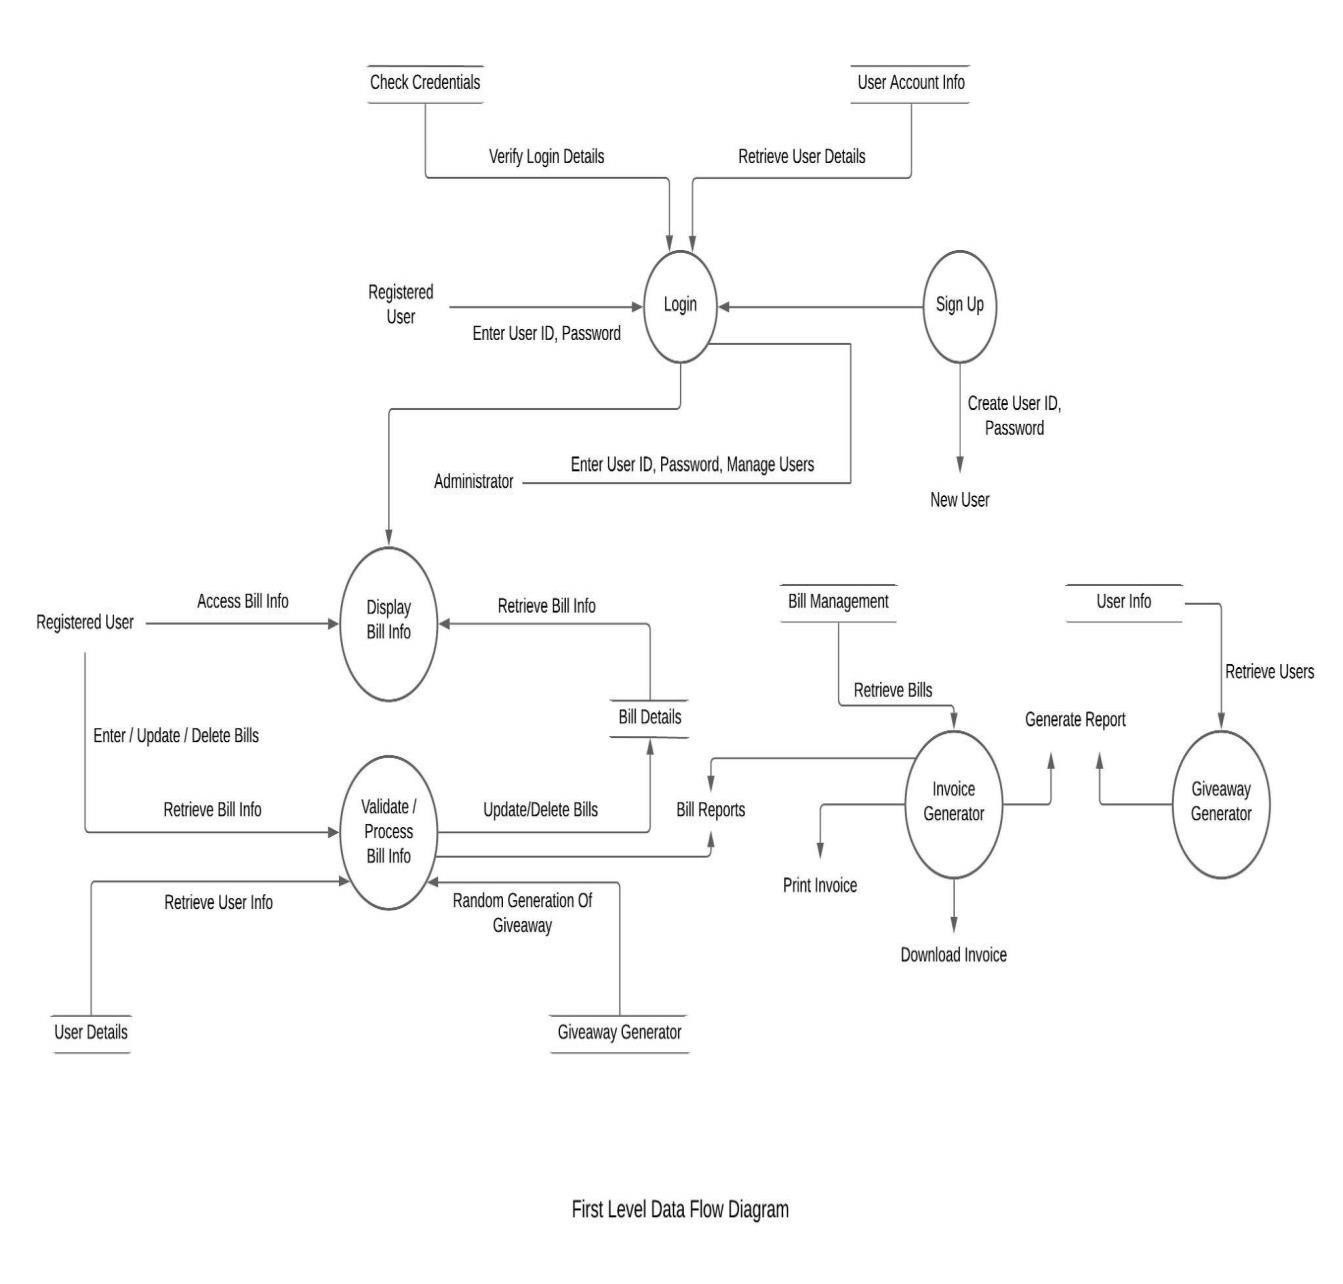 Check Credentials
User Account Info
Verify Login Details
Retrieve User Details
Registered
User
Enter User ID, Password
Login
Sign Up
Create User ID,
Password
Enter User ID, Password, Manage Users
Administrator
New User
Registered User
Access Bill Info
Display
Bill Info
Retrieve Bill Info
Bill Management
User Info
Retrieve Users
Retrieve Bills
Bill Details
Generate Report
Enter / Update / Delete Bills
Retrieve Bill Info
Validate /
Process
Bill Info
Update/Delete Bills
Bill Reports
Invoice
Generator
Giveaway
Generator
Print Invoice
Retrieve User Info
Random Generation Of
Giveaway
Download Invoice
User Details
Giveaway Generator
First Level Data Flow Diagram